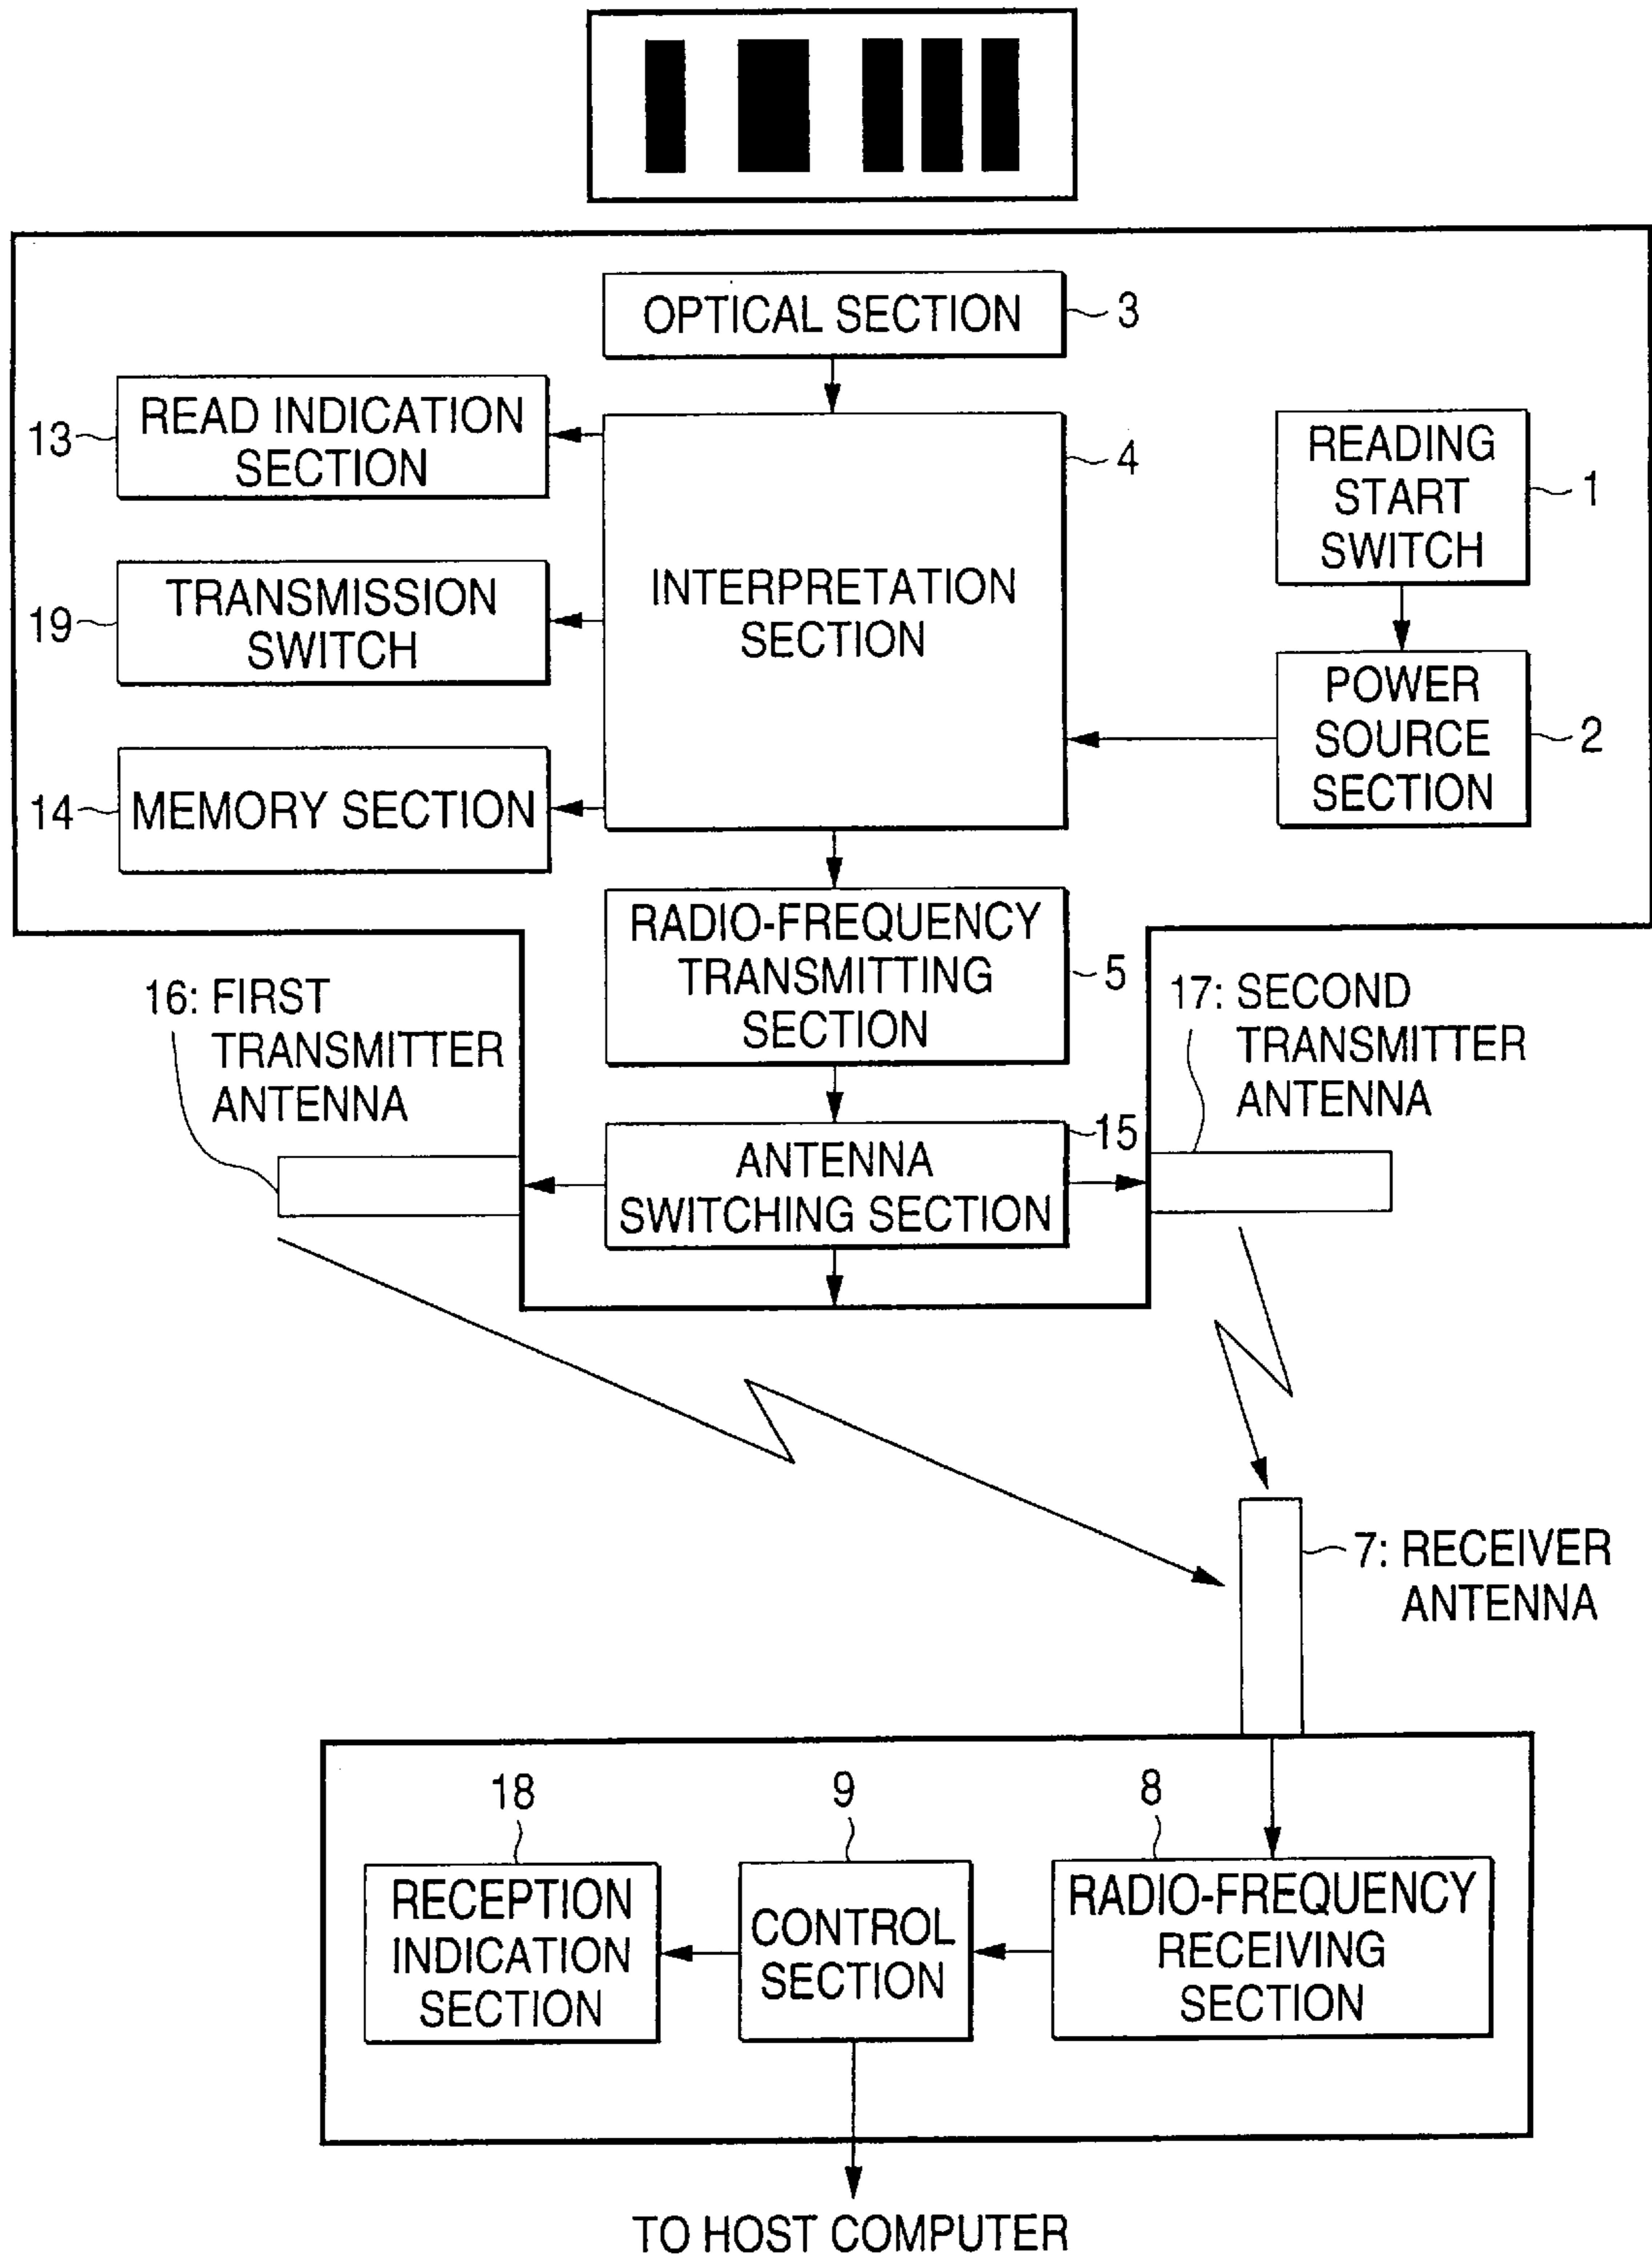 OPTICAL SECTION
3
READ INDICATION
SECTION
13
4
READING
START
SWITCH
1
INTERPRETATION
SECTION
TRANSMISSION
SWITCH
19
POWER
SOURCE
SECTION
2
14
MEMORY SECTION
RADIO-FREQUENCY
TRANSMITTING
SECTION
5
16: FIRST
TRANSMITTER
ANTENNA
17: SECOND
TRANSMITTER
ANTENNA
15
ANTENNA
SWITCHING SECTION
7: RECEIVER
ANTENNA
18
9
8
RECEPTION
INDICATION
SECTION
CONTROL
SECTION
RADIO-FREQUENCY
RECEIVING
SECTION
TO HOST COMPUTER